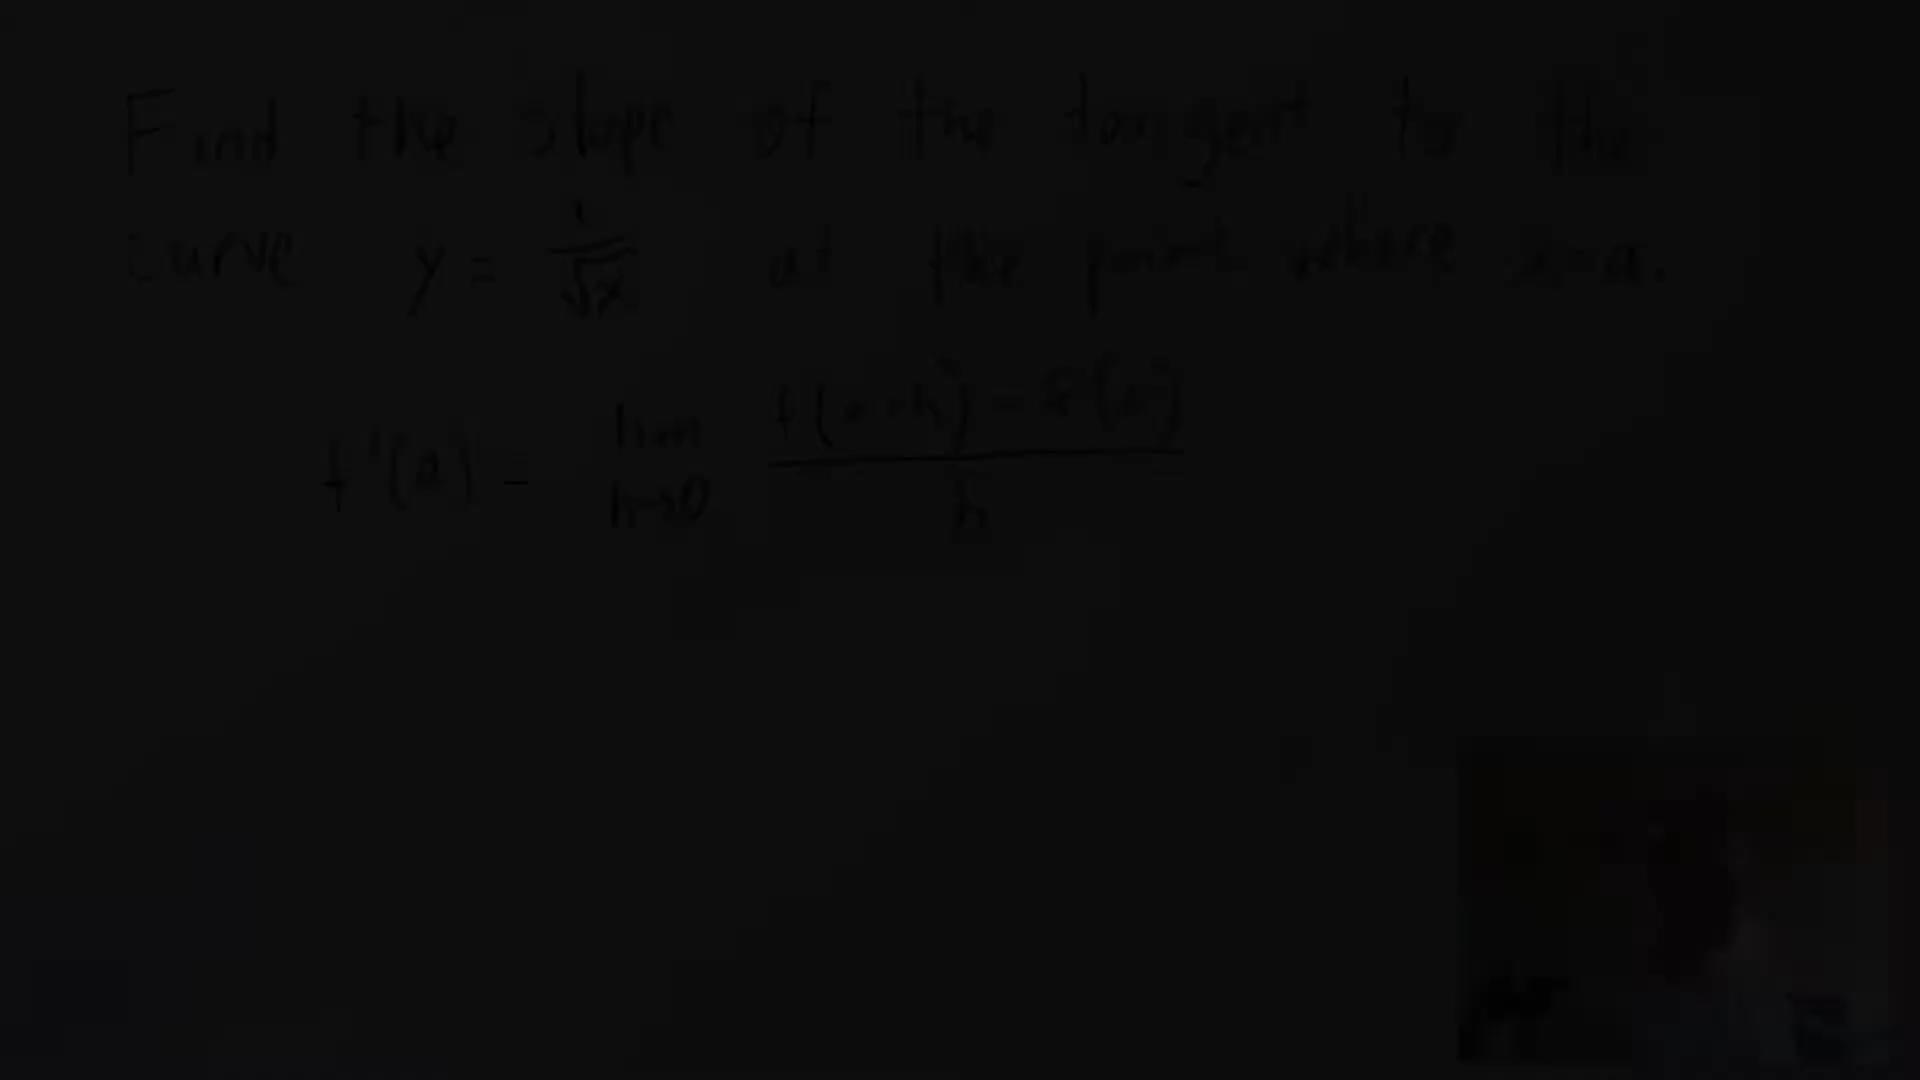 Find the slope of the tangent to the
curve y = 1/√x at the point where x=a.
f'(a) = lim h→0 f(a+h) - f(a) / h